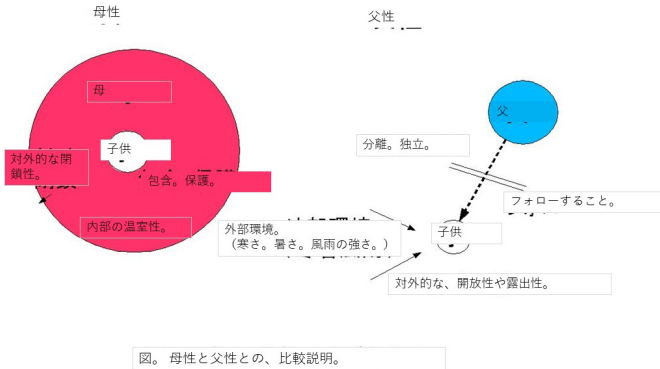 母性
父性
母
子供
対外的な閉
鎖性。
包含。保護。
内部の温室性。
父
分離。独立。
フォローすること。
外部環境。
（寒さ。暑さ。風雨の強さ。）
子供
対外的な、開放性や露出性。
図。 母性と父性との、比較説明。